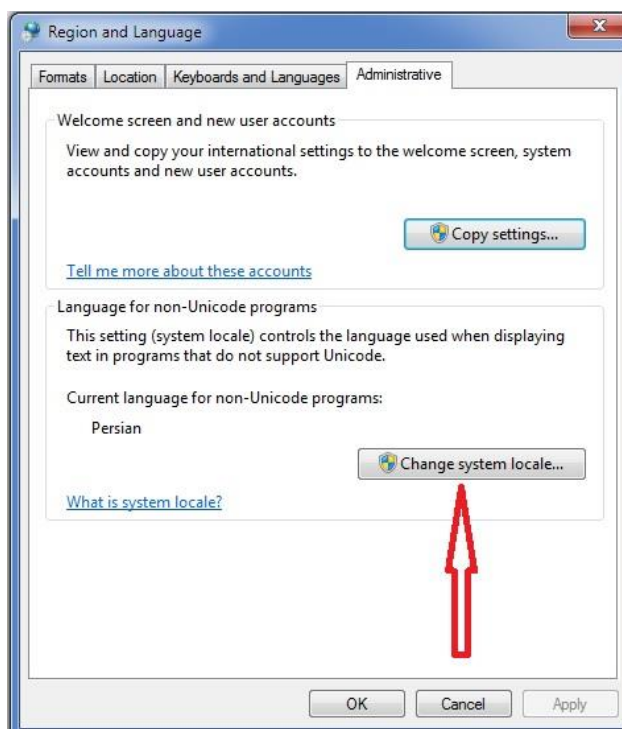 Region and Language
Formats Location Keyboards and Languages Administrative
Welcome screen and new user accounts
View and copy your international settings to the welcome screen, system
accounts and new user accounts.
Copy settings...
Tell me more about these accounts
Language for non-Unicode programs
This setting (system locale) controls the language used when displaying
text in programs that do not support Unicode.
Current language for non-Unicode programs:
Persian
Change system locale...
What is system locale?
OK Cancel Apply